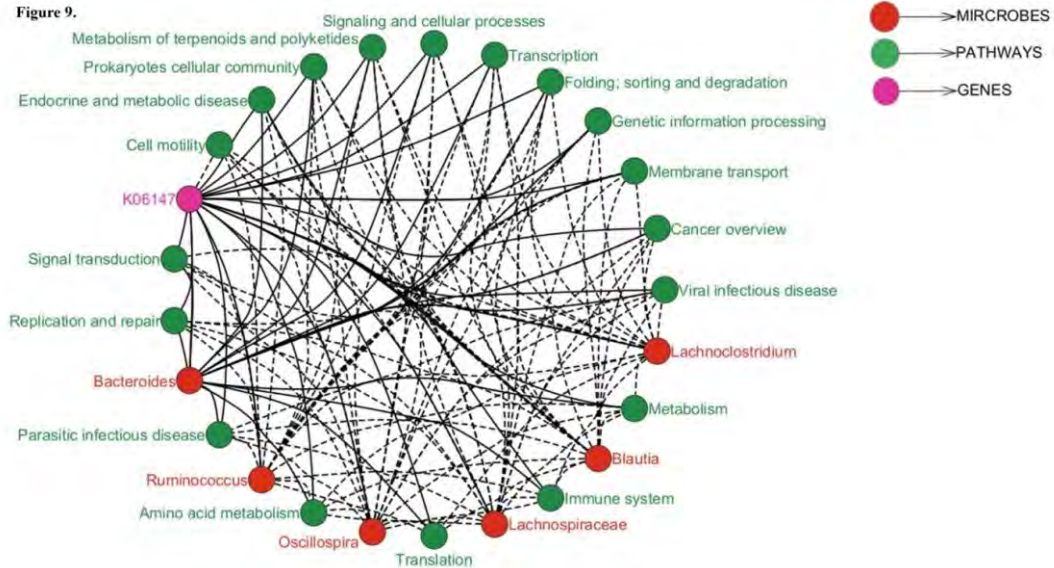 Figure 9.
Signaling and cellular processes
Metabolism of terpenoids and polyketides
Transcription
Prokaryotes cellular community
Folding; sorting and degradation
Endocrine and metabolic disease
Genetic information processing
Cell motility
Membrane transport
K06147
Cancer overview
Signal transduction
Viral infectious disease
Replication and repair
Lachnoclostridium
Bacteroides
Metabolism
Parasitic infectious disease
Blautia
Ruminococcus
Immune system
Amino acid metabolism
Lachnospiraceae
Oscillospira
Translation
MIRCROBES
PATHWAYS
GENES